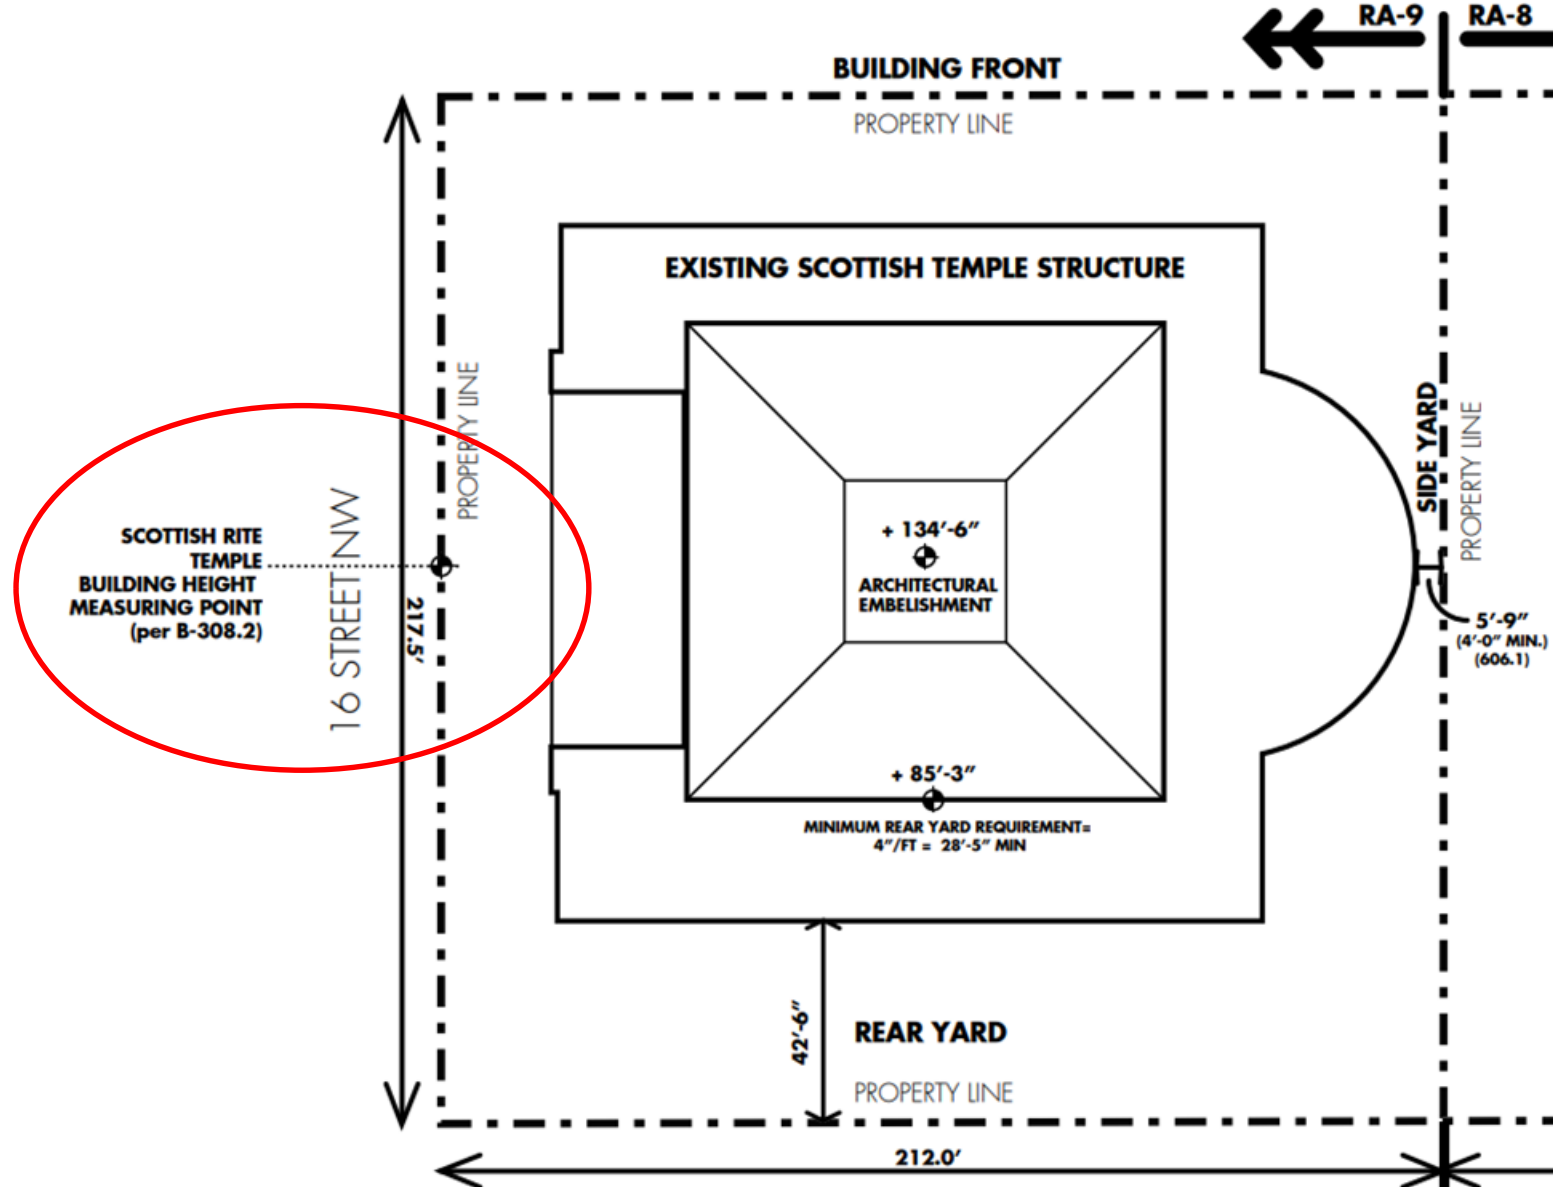 RA-9
RA-8
BUILDING FRONT
PROPERTY LINE
EXISTING SCOTTISH TEMPLE STRUCTURE
PROPERTY LINE
SIDE YARD
PROPERTY LINE
SCOTTISH RITE
TEMPLE
BUILDING HEIGHT
MEASURING POINT
(per B-308.2)
16 STREET NW
217.5'
+ 134'-6"
ARCHITECTURAL
EMBELISHMENT
5'-9"
(4'-0" MIN.)
(606.1)
+ 85'-3"
MINIMUM REAR YARD REQUIREMENT=
4"/FT = 28'-5" MIN
42'-6"
REAR YARD
PROPERTY LINE
212.0'